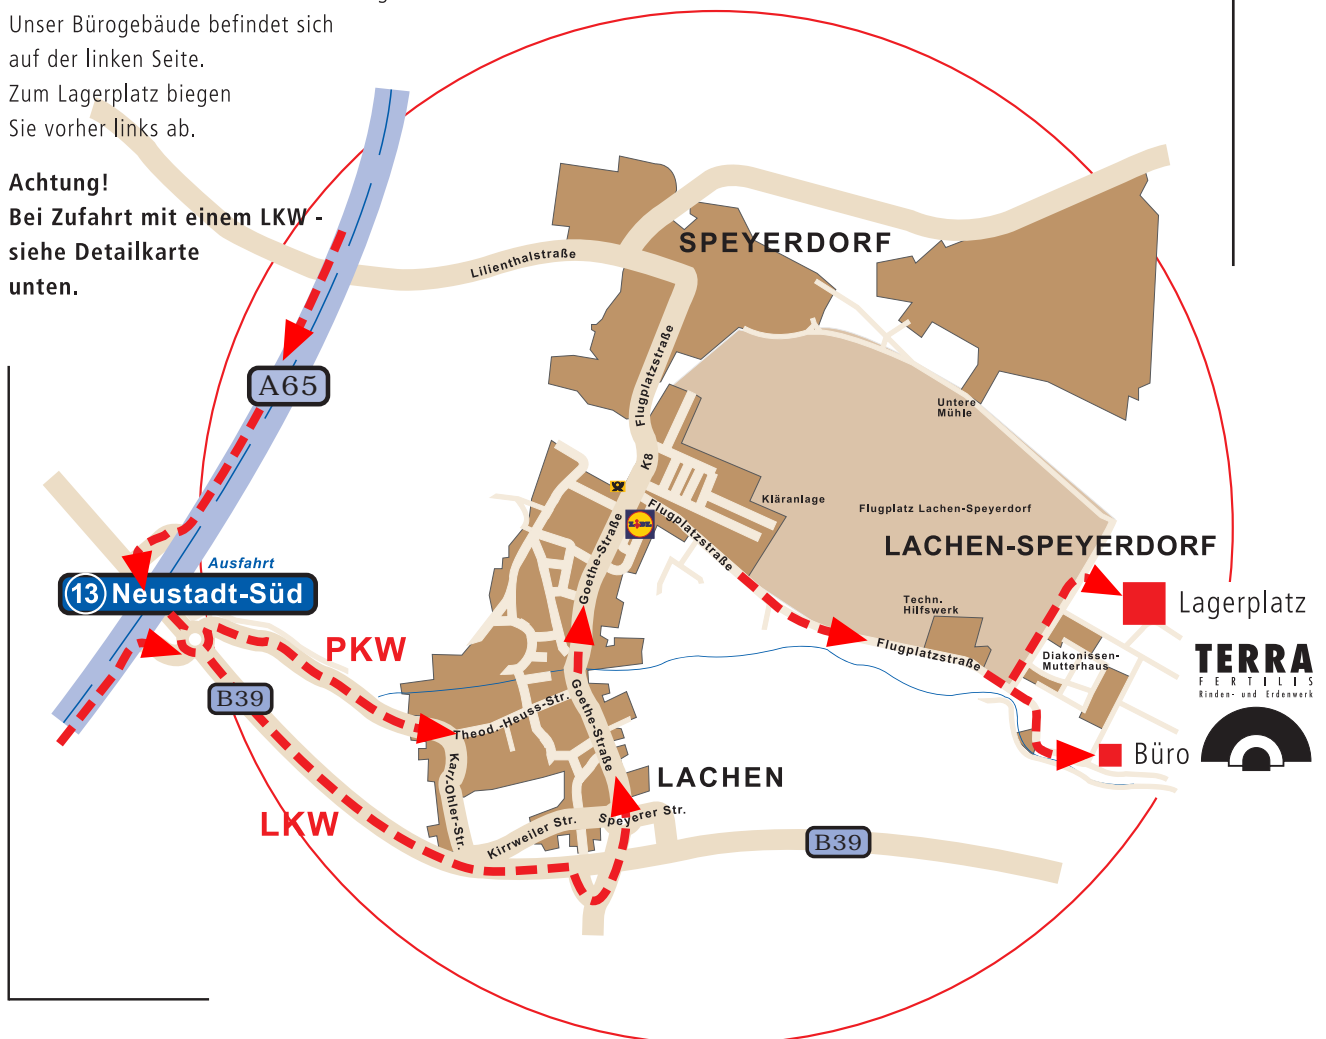 Unser Bürogebäude befindet sich
auf der linken Seite.
Zum Lagerplatz biegen
Sie vorher links ab.
Achtung!
Bei Zufahrt mit einem LKW -
siehe Detailkarte
unten.
SPEYERDORF
Lilienthalstraße
Flugplatzstraße
A65
Untere
Mühle
K8
Kläranlage
Flugplatz Lachen-Speyerdorf
LIDL
Flugplatzstraße
Goethe-Straße
LACHEN-SPEYERDORF
Ausfahrt
13 Neustadt-Süd
Techn.
Hilfswerk
Lagerplatz
PKW
Flugplatzstraße
Diakonissen-
Mutterhaus
TERRA
FERTILIS
Rinden- und Erdenwerk
B39
Theod.-Heuss-Str.
Goethe-Straße
Büro
Karl-Ohler-Str.
LACHEN
LKW
Kirrweiler Str.
Speyerer Str.
B39